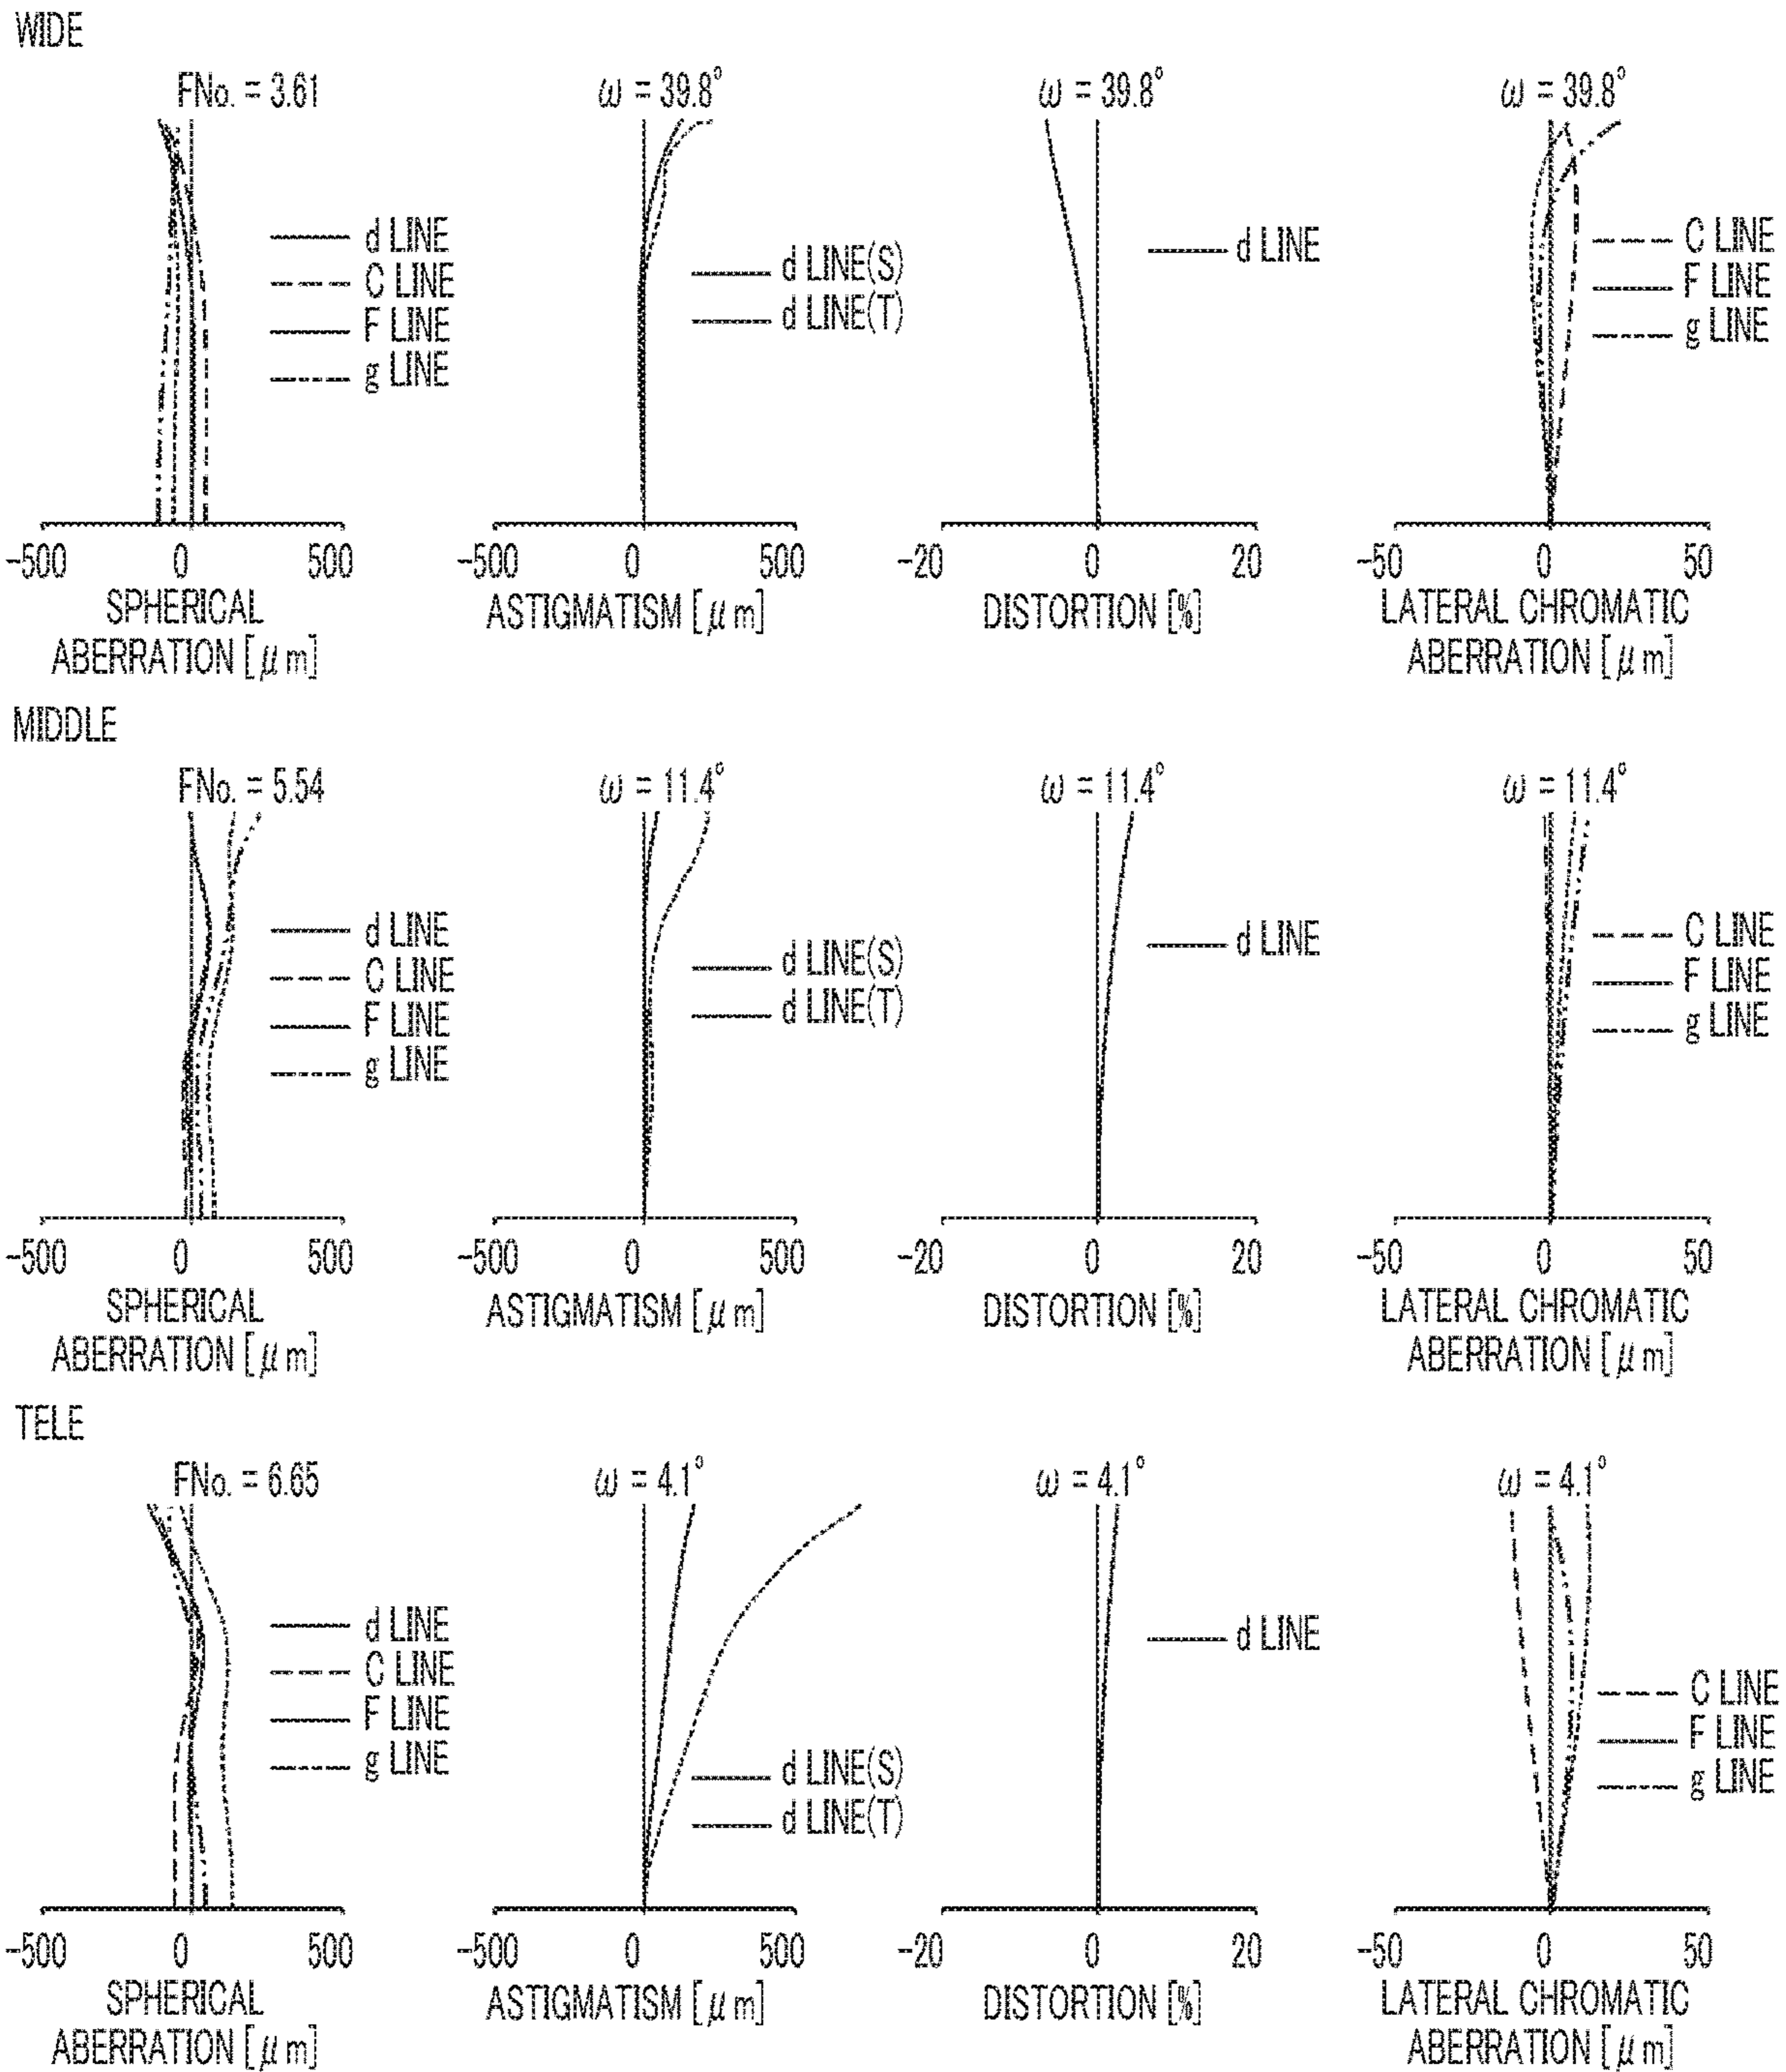 WIDE
FNo. = 3.61
d LINE
C LINE
F LINE
g LINE
-500 0 500
SPHERICAL
ABERRATION [μm]
ω = 39.8°
d LINE(S)
d LINE(T)
-500 0 500
ASTIGMATISM [μm]
ω = 39.8°
d LINE
-20 0 20
DISTORTION [%]
ω = 39.8°
C LINE
F LINE
g LINE
-50 0 50
LATERAL CHROMATIC
ABERRATION [μm]
MIDDLE
FNo. = 5.54
d LINE
C LINE
F LINE
g LINE
-500 0 500
SPHERICAL
ABERRATION [μm]
ω = 11.4°
d LINE(S)
d LINE(T)
-500 0 500
ASTIGMATISM [μm]
ω = 11.4°
d LINE
-20 0 20
DISTORTION [%]
ω = 11.4°
C LINE
F LINE
g LINE
-50 0 50
LATERAL CHROMATIC
ABERRATION [μm]
TELE
FNo. = 6.65
d LINE
C LINE
F LINE
g LINE
-500 0 500
SPHERICAL
ABERRATION [μm]
ω = 4.1°
d LINE(S)
d LINE(T)
-500 0 500
ASTIGMATISM [μm]
ω = 4.1°
d LINE
-20 0 20
DISTORTION [%]
ω = 4.1°
C LINE
F LINE
g LINE
-50 0 50
LATERAL CHROMATIC
ABERRATION [μm]